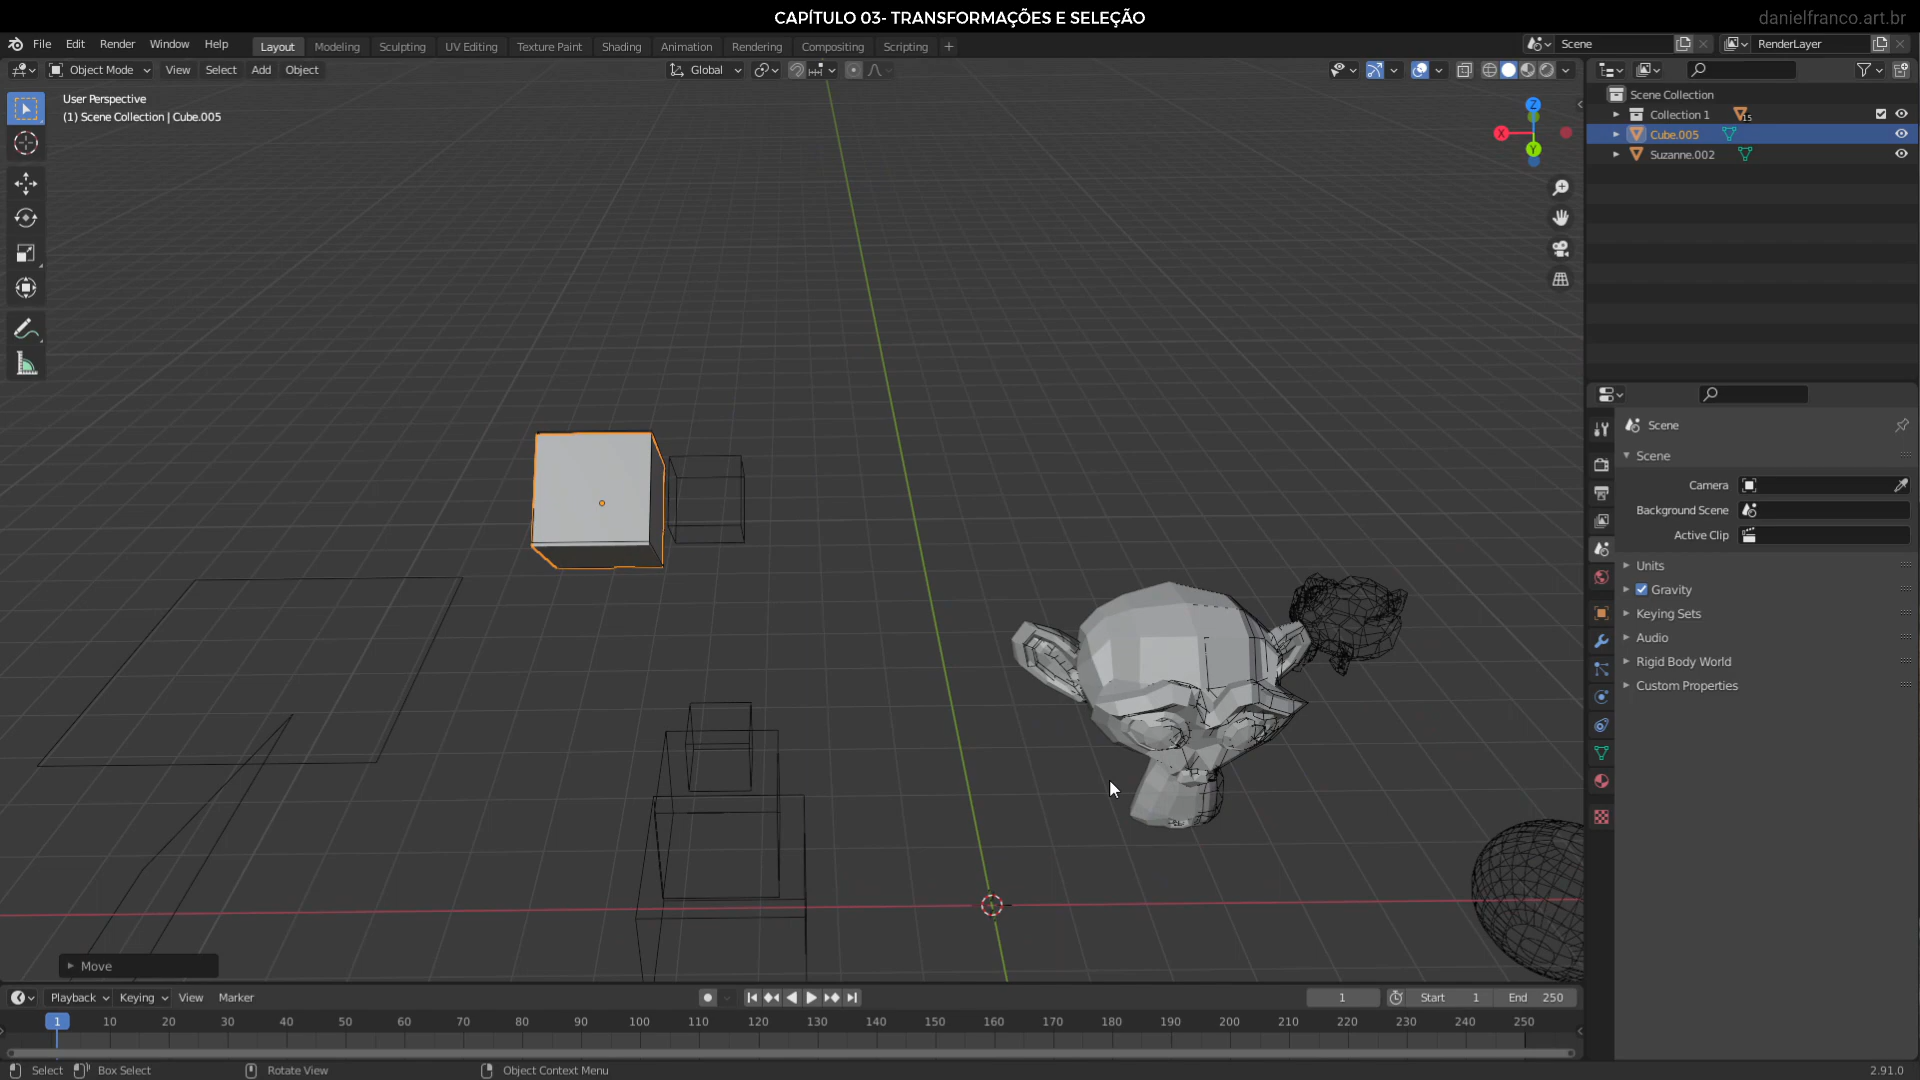 CAPÍTULO 03- TRANSFORMAÇÕES E SELEÇÃO
danielfranco.art.br
File Edit Render Window Help
Layout Modeling Sculpting UV Editing Texture Paint Shading Animation Rendering Compositing Scripting +
Scene
RenderLayer
Object Mode View Select Add Object
Global
User Perspective
(1) Scene Collection | Cube.005
Z
X
Y
Scene Collection
Collection 1
15
Cube.005
Suzanne.002
Scene
Scene
Camera
Background Scene
Active Clip
Units
Gravity
Keying Sets
Audio
Rigid Body World
Custom Properties
Move
Playback Keying View Marker
1
Start 1
End 250
1 10 20 30 40 50 60 70 80 90 100 110 120 130 140 150 160 170 180 190 200 210 220 230 240 250
Select Box Select Rotate View Object Context Menu
2.91.0